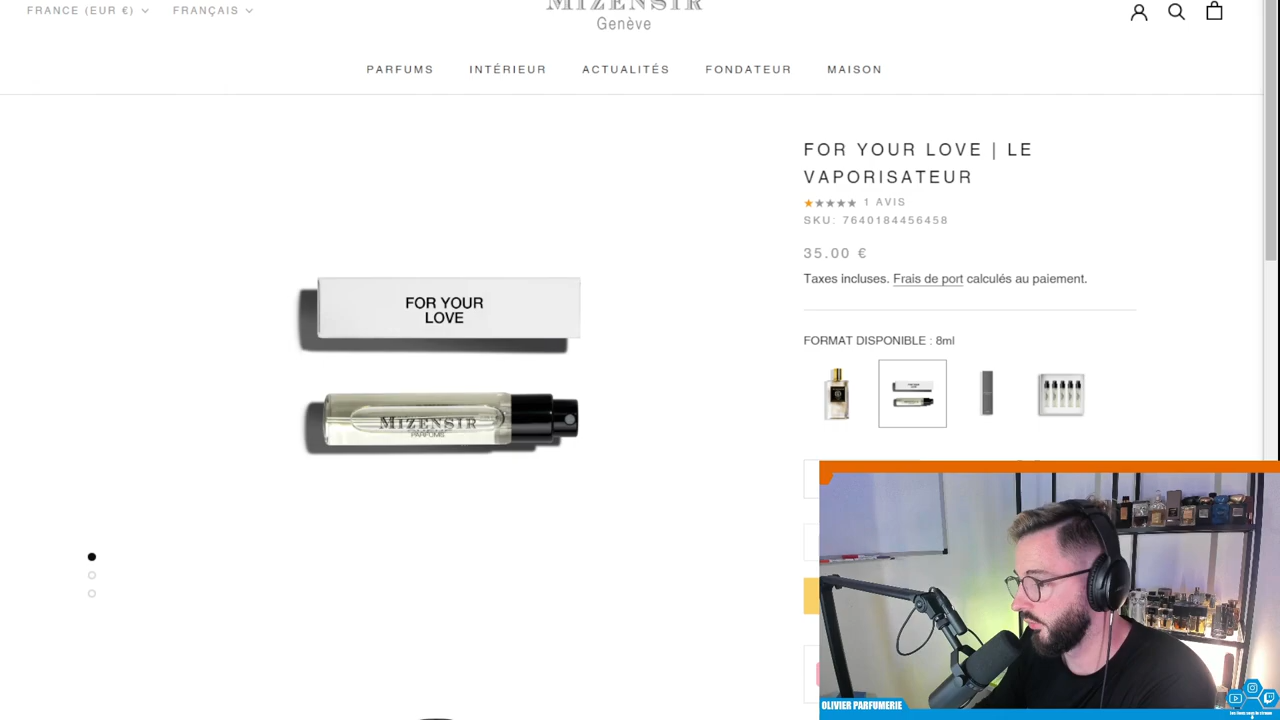 FRANCE (EUR €)
FRANÇAIS
MIZENSIR
Genève
PARFUMS
INTÉRIEUR
ACTUALITÉS
FONDATEUR
MAISON
FOR YOUR LOVE | LE
VAPORISATEUR
1 AVIS
SKU: 7640184456458
35.00 €
Taxes incluses. Frais de port calculés au paiement.
FORMAT DISPONIBLE : 8ml
FOR YOUR
LOVE
MIZENSIR
PARFUMS
OLIVIER PARFUMERIE